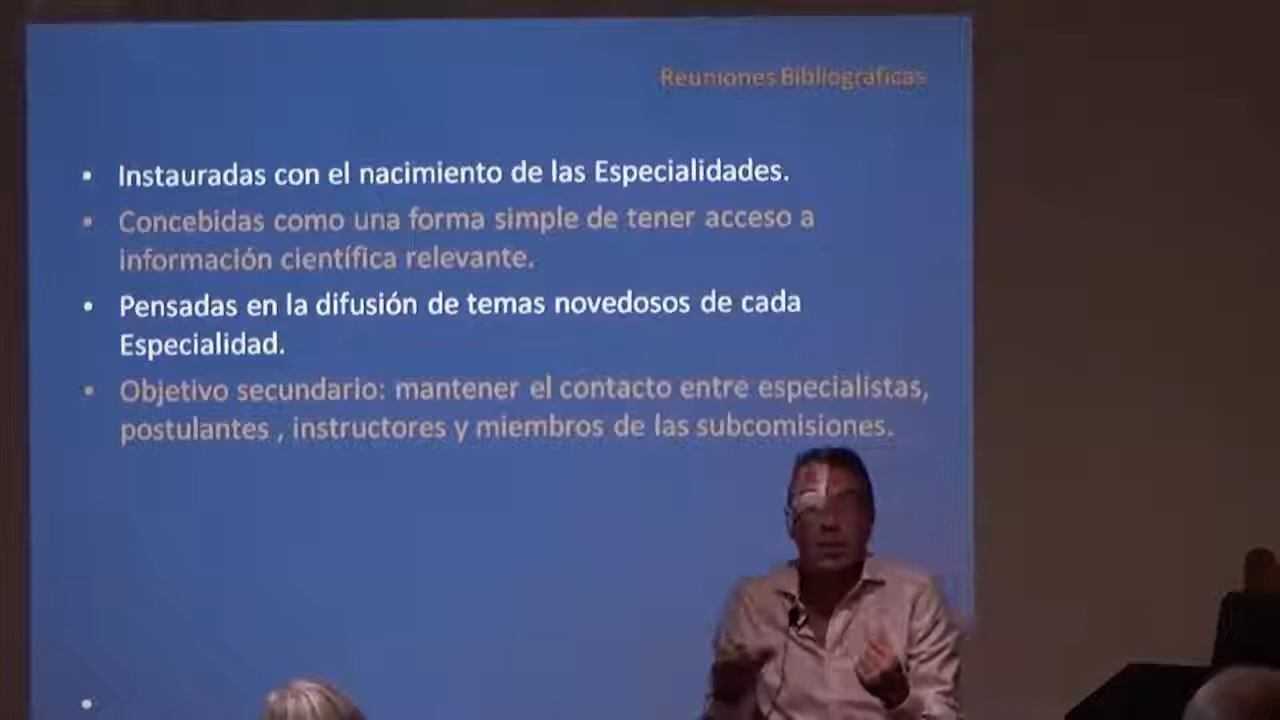 Reuniones Bibliográficas
• Instauradas con el nacimiento de las Especialidades.
• Concebidas como una forma simple de tener acceso a
información científica relevante.
• Pensadas en la difusión de temas novedosos de cada
Especialidad.
• Objetivo secundario: mantener el contacto entre especialistas,
postulantes , instructores y miembros de las subcomisiones.
•